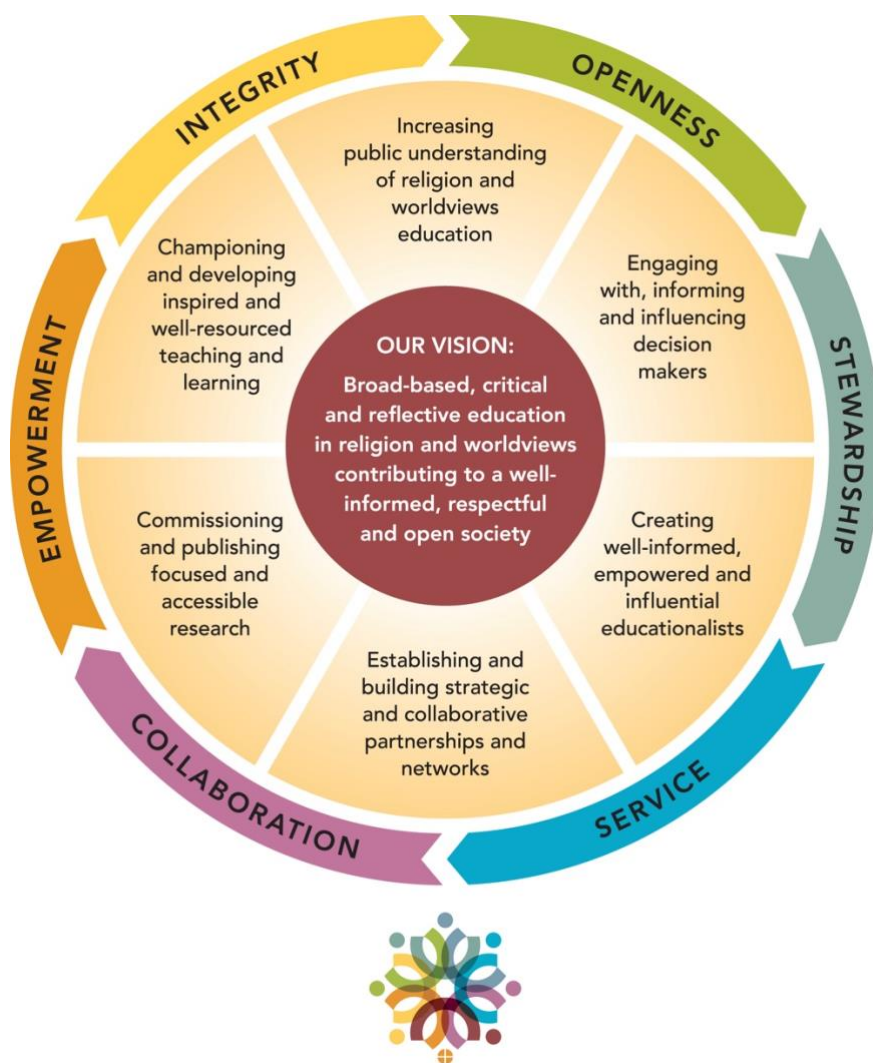 INTEGRITY
OPENNESS
STEWARDSHIP
SERVICE
COLLABORATION
EMPOWERMENT
Increasing
public understanding
of religion and
worldviews
education
Engaging
with, informing
and influencing
decision
makers
Creating
well-informed,
empowered and
influential
educationalists
Establishing and
building strategic
and collaborative
partnerships and
networks
Commissioning
and publishing
focused and
accessible
research
Championing
and developing
inspired and
well-resourced
teaching and
learning
OUR VISION:
Broad-based, critical
and reflective education
in religion and worldviews
contributing to a well-
informed, respectful
and open society